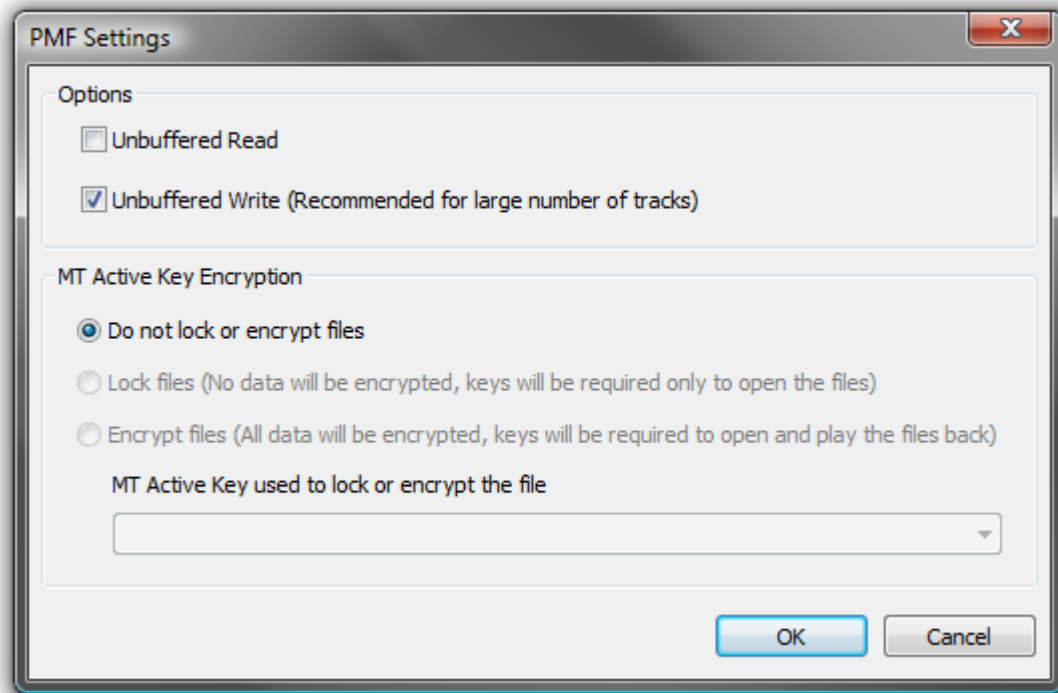 PMF Settings
Options
Unbuffered Read
Unbuffered Write (Recommended for large number of tracks)
MT Active Key Encryption
Do not lock or encrypt files
Lock files (No data will be encrypted, keys will be required only to open the files)
Encrypt files (All data will be encrypted, keys will be required to open and play the files back)
MT Active Key used to lock or encrypt the file
OK Cancel